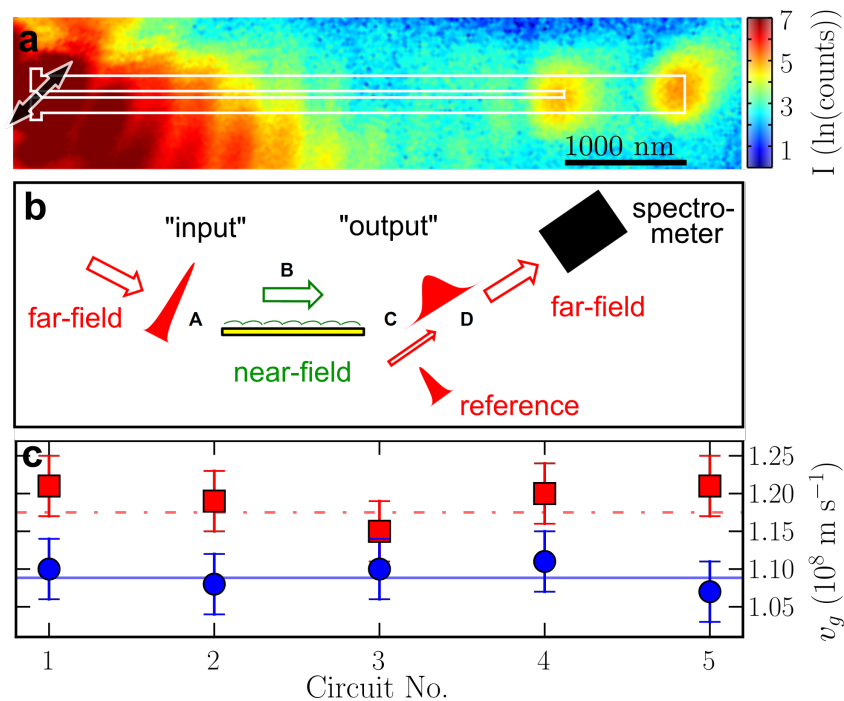 a
1000 nm
7
5
3
1
I (ln(counts))
b
"input"
"output"
spectro-
meter
B
far-field
A
C
D
far-field
near-field
reference
c
1.25
1.20
1.15
1.10
1.05
v_g (10^8 m s^−1)
1 2 3 4 5
Circuit No.